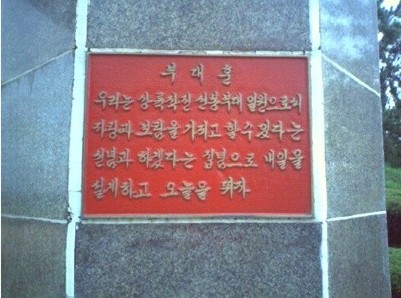 부대훈
우리는 상륙작전 선봉부대 일원으로서
자랑과 보람을 가지고 할 수 있다는
신념과 하겠다는 집념으로 내일을
설계하고 오늘을 뛰자